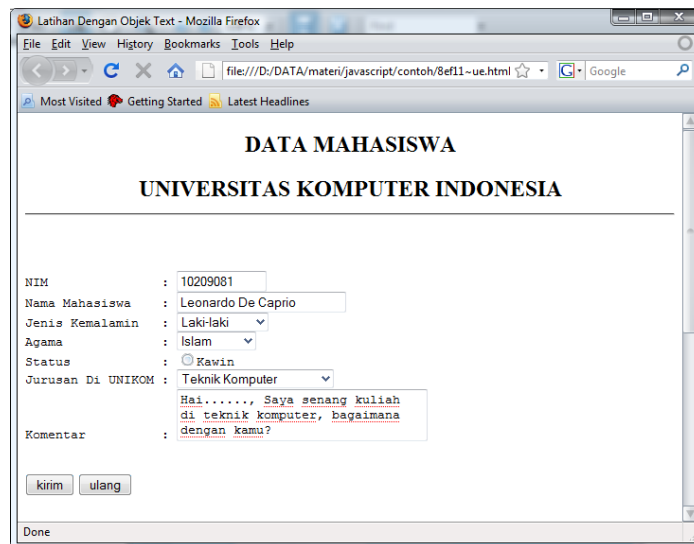 Latihan Dengan Objek Text - Mozilla Firefox
File Edit View History Bookmarks Tools Help
file:///D:/DATA/materi/javascript/contoh/8ef11~ue.html G Google
Most Visited Getting Started Latest Headlines
DATA MAHASISWA
UNIVERSITAS KOMPUTER INDONESIA
NIM : 10209081
Nama Mahasiswa : Leonardo De Caprio
Jenis Kemalamin : Laki-laki
Agama : Islam
Status : Kawin
Jurusan Di UNIKOM : Teknik Komputer
Hai......, Saya senang kuliah
di teknik komputer, bagaimana
Komentar : dengan kamu?
kirim ulang
Done